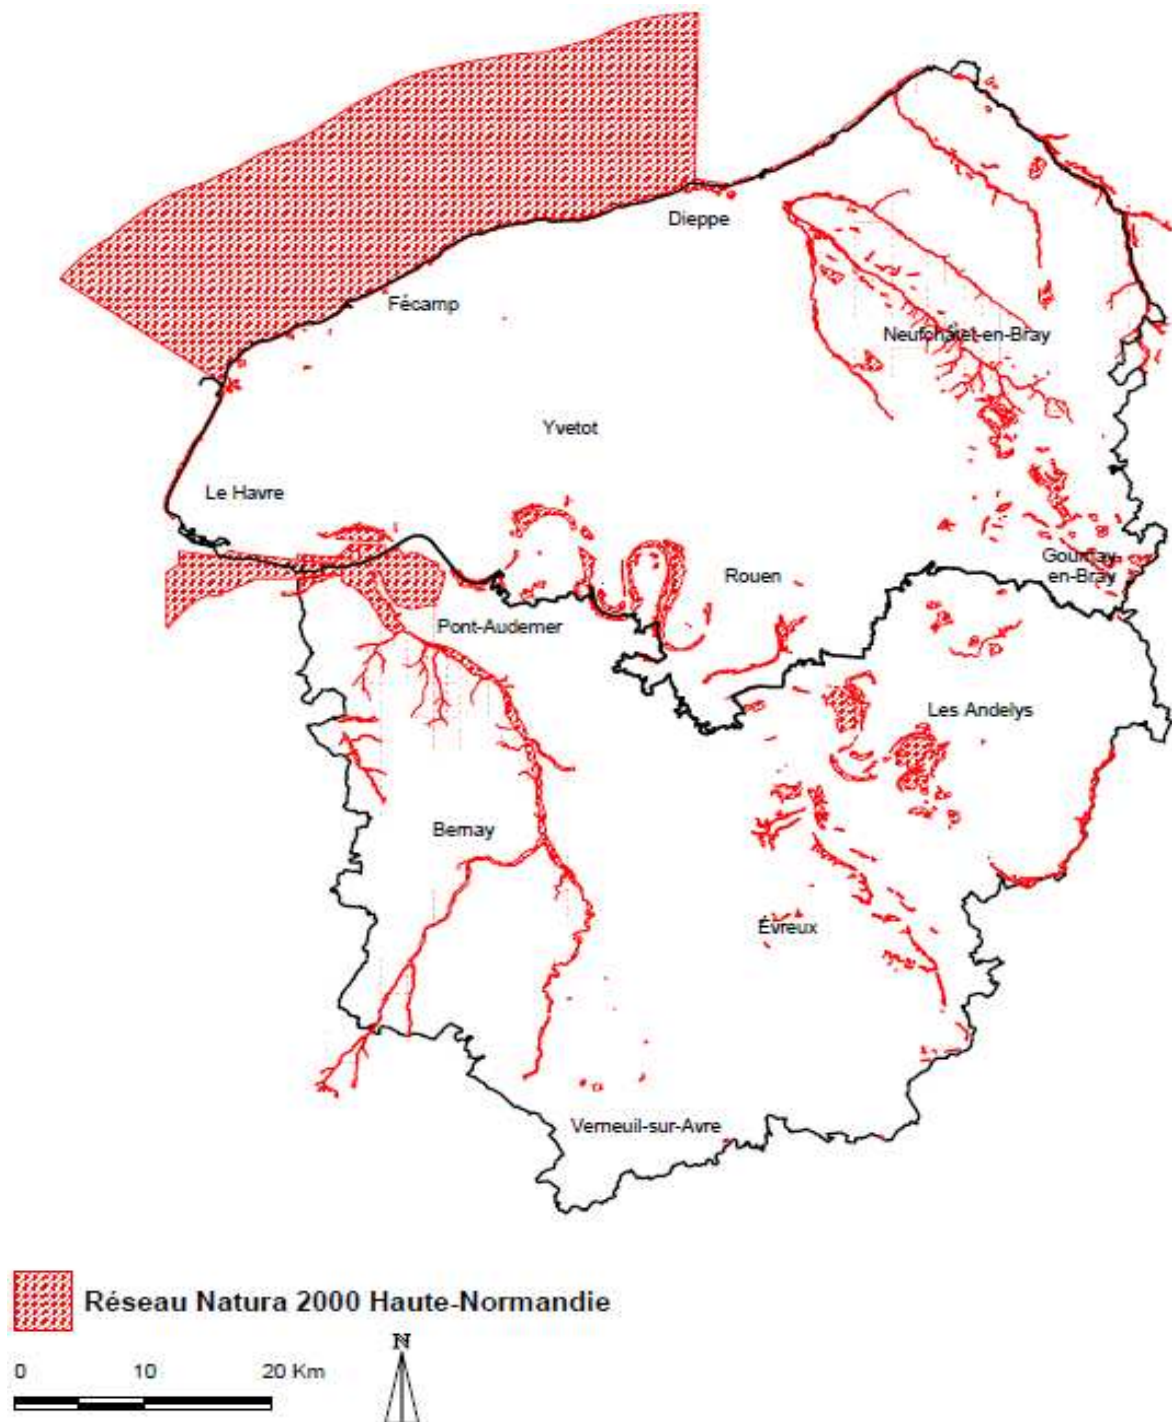 Dieppe
Fécamp
Neufchâtel-en-Bray
Yvetot
Le Havre
Gournay
en-Bray
Rouen
Pont-Audemer
Les Andelys
Bernay
Évreux
Verneuil-sur-Avre
Réseau Natura 2000 Haute-Normandie
N
0 10 20 Km